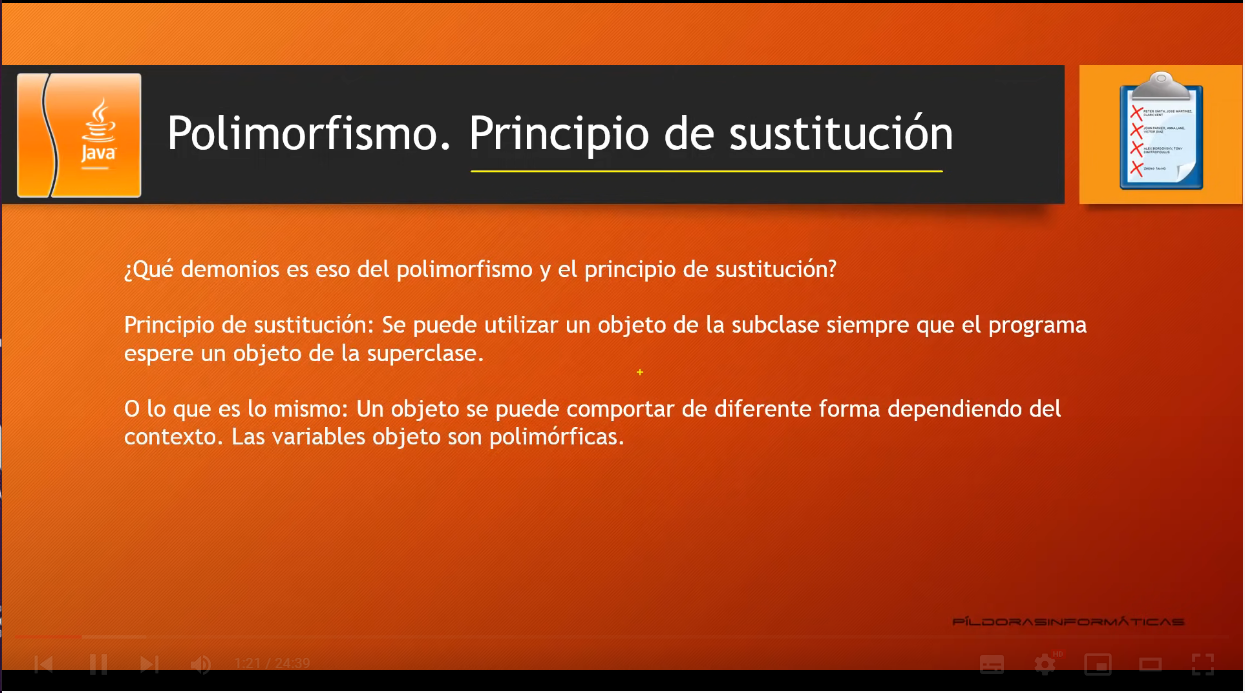 Java
Polimorfismo. Principio de sustitución
¿Qué demonios es eso del polimorfismo y el principio de sustitución?
Principio de sustitución: Se puede utilizar un objeto de la subclase siempre que el programa
espere un objeto de la superclase.
O lo que es lo mismo: Un objeto se puede comportar de diferente forma dependiendo del
contexto. Las variables objeto son polimórficas.
PÍLDORASINFORMÁTICAS
1:21 / 24:39
HD